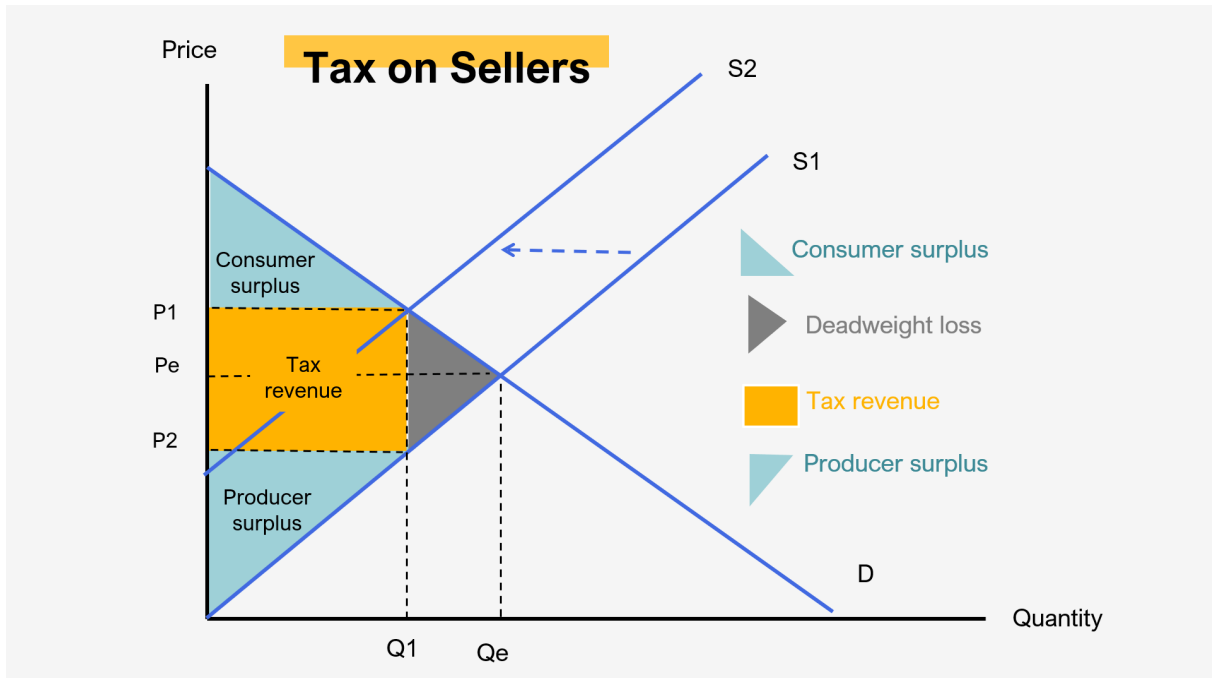 Price
Tax on Sellers
S2
S1
Consumer
surplus
Consumer surplus
P1
Deadweight loss
Pe
Tax
revenue
Tax revenue
P2
Producer surplus
Producer
surplus
D
Quantity
Q1
Qe